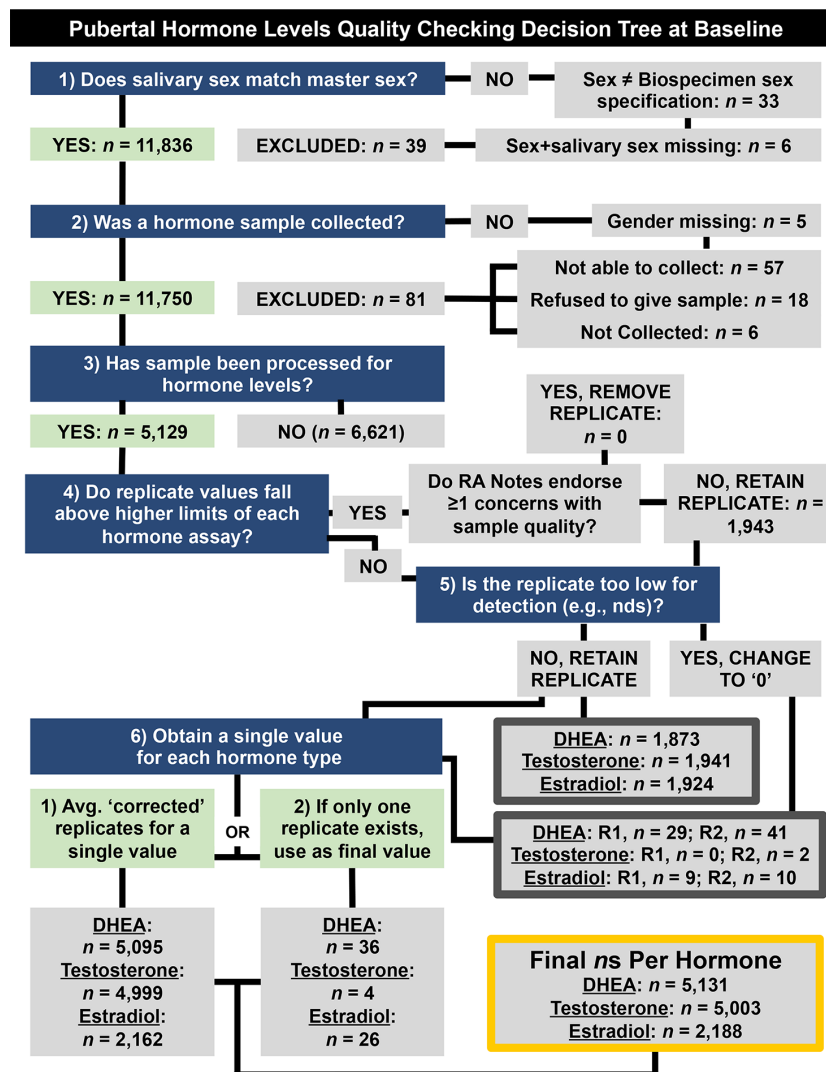 Pubertal Hormone Levels Quality Checking Decision Tree at Baseline
1) Does salivary sex match master sex?
NO
Sex ≠ Biospecimen sex
specification: n = 33
YES: n = 11,836
EXCLUDED: n = 39
Sex+salivary sex missing: n = 6
2) Was a hormone sample collected?
NO
Gender missing: n = 5
Not able to collect: n = 57
YES: n = 11,750
EXCLUDED: n = 81
Refused to give sample: n = 18
Not Collected: n = 6
3) Has sample been processed for
hormone levels?
YES: n = 5,129
NO (n = 6,621)
YES, REMOVE
REPLICATE:
n = 0
4) Do replicate values fall
above higher limits of each
hormone assay?
YES
Do RA Notes endorse
≥1 concerns with
sample quality?
NO, RETAIN
REPLICATE: n =
1,943
NO
5) Is the replicate too low for
detection (e.g., nds)?
NO, RETAIN
REPLICATE
YES, CHANGE
TO ‘0’
6) Obtain a single value
for each hormone type
DHEA: n = 1,873
Testosterone: n = 1,941
Estradiol: n = 1,924
1) Avg. ‘corrected’
replicates for a
single value
OR
2) If only one
replicate exists,
use as final value
DHEA: R1, n = 29; R2, n = 41
Testosterone: R1, n = 0; R2, n = 2
Estradiol: R1, n = 9; R2, n = 10
DHEA:
n = 5,095
Testosterone:
n = 4,999
Estradiol:
n = 2,162
DHEA:
n = 36
Testosterone:
n = 4
Estradiol:
n = 26
Final ns Per Hormone
DHEA: n = 5,131
Testosterone: n = 5,003
Estradiol: n = 2,188